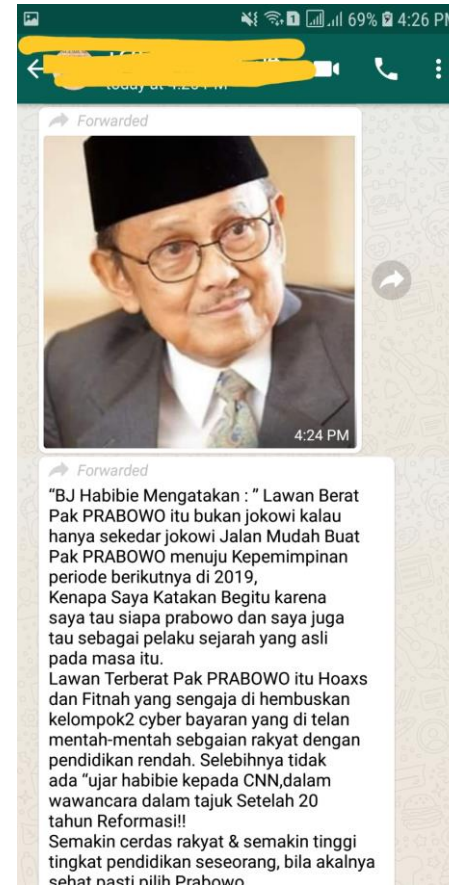 69% 4:26 PM
Forwarded
4:24 PM
Forwarded
“BJ Habibie Mengatakan : ” Lawan Berat
Pak PRABOWO itu bukan jokowi kalau
hanya sekedar jokowi Jalan Mudah Buat
Pak PRABOWO menuju Kepemimpinan
periode berikutnya di 2019,
Kenapa Saya Katakan Begitu karena
saya tau siapa prabowo dan saya juga
tau sebagai pelaku sejarah yang asli
pada masa itu.
Lawan Terberat Pak PRABOWO itu Hoaxs
dan Fitnah yang sengaja di hembuskan
kelompok2 cyber bayaran yang di telan
mentah-mentah sebgaian rakyat dengan
pendidikan rendah. Selebihnya tidak
ada “ujar habibie kepada CNN,dalam
wawancara dalam tajuk Setelah 20
tahun Reformasi!!
Semakin cerdas rakyat & semakin tinggi
tingkat pendidikan seseorang, bila akalnya
sehat pasti pilih Prabowo